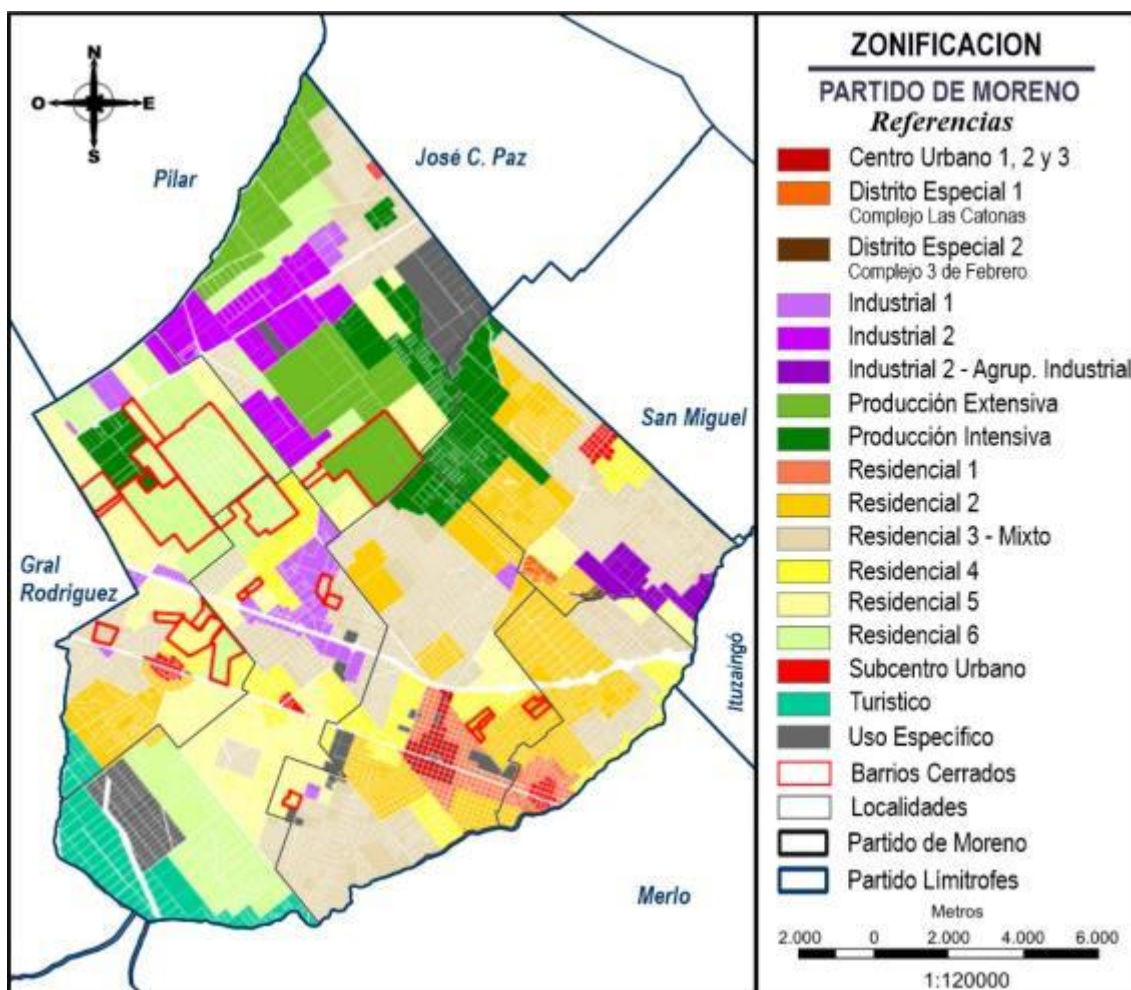 N
O
E
S
Pilar
José C. Paz
San Miguel
Gral
Rodriguez
Ituzaingó
Merlo
ZONIFICACION
PARTIDO DE MORENO
Referencias
Centro Urbano 1, 2 y 3
Distrito Especial 1
Complejo Las Catonas
Distrito Especial 2
Complejo 3 de Febrero
Industrial 1
Industrial 2
Industrial 2 - Agrup. Industrial
Producción Extensiva
Producción Intensiva
Residencial 1
Residencial 2
Residencial 3 - Mixto
Residencial 4
Residencial 5
Residencial 6
Subcentro Urbano
Turistico
Uso Específico
Barrios Cerrados
Localidades
Partido de Moreno
Partido Limitrofes
Metros
2.000 0 2.000 4.000 6.000
1:120000